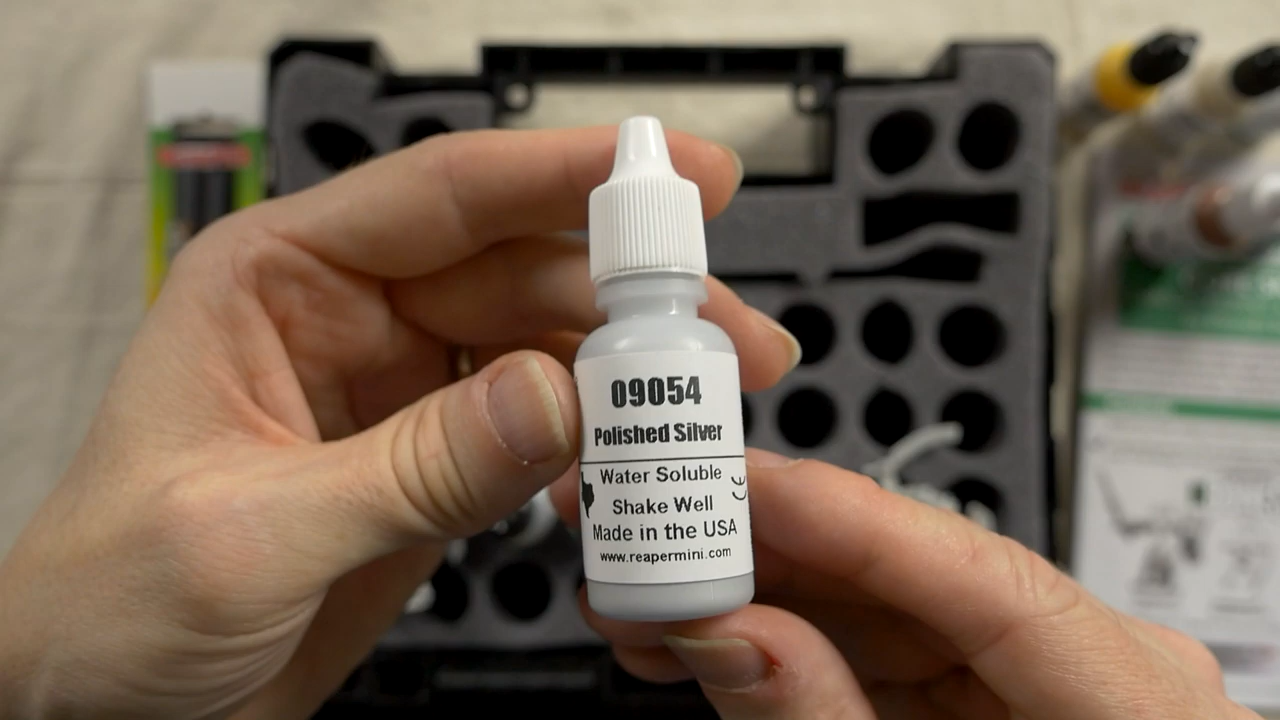 09054
Polished Silver
Water Soluble
Shake Well
Made in the USA
www.reapermini.com